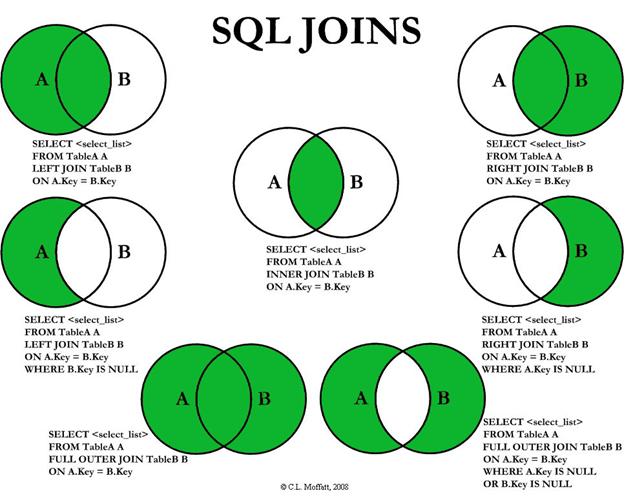 SQL JOINS
A B
SELECT <select_list>
FROM TableA A
LEFT JOIN TableB B
ON A.Key = B.Key
A B
SELECT <select_list>
FROM TableA A
RIGHT JOIN TableB B
ON A.Key = B.Key
A B
SELECT <select_list>
FROM TableA A
INNER JOIN TableB B
ON A.Key = B.Key
A B
SELECT <select_list>
FROM TableA A
LEFT JOIN TableB B
ON A.Key = B.Key
WHERE B.Key IS NULL
A B
SELECT <select_list>
FROM TableA A
RIGHT JOIN TableB B
ON A.Key = B.Key
WHERE A.Key IS NULL
A B
SELECT <select_list>
FROM TableA A
FULL OUTER JOIN TableB B
ON A.Key = B.Key
A B
SELECT <select_list>
FROM TableA A
FULL OUTER JOIN TableB B
ON A.Key = B.Key
WHERE A.Key IS NULL
OR B.Key IS NULL
© C.L. Moffatt, 2008